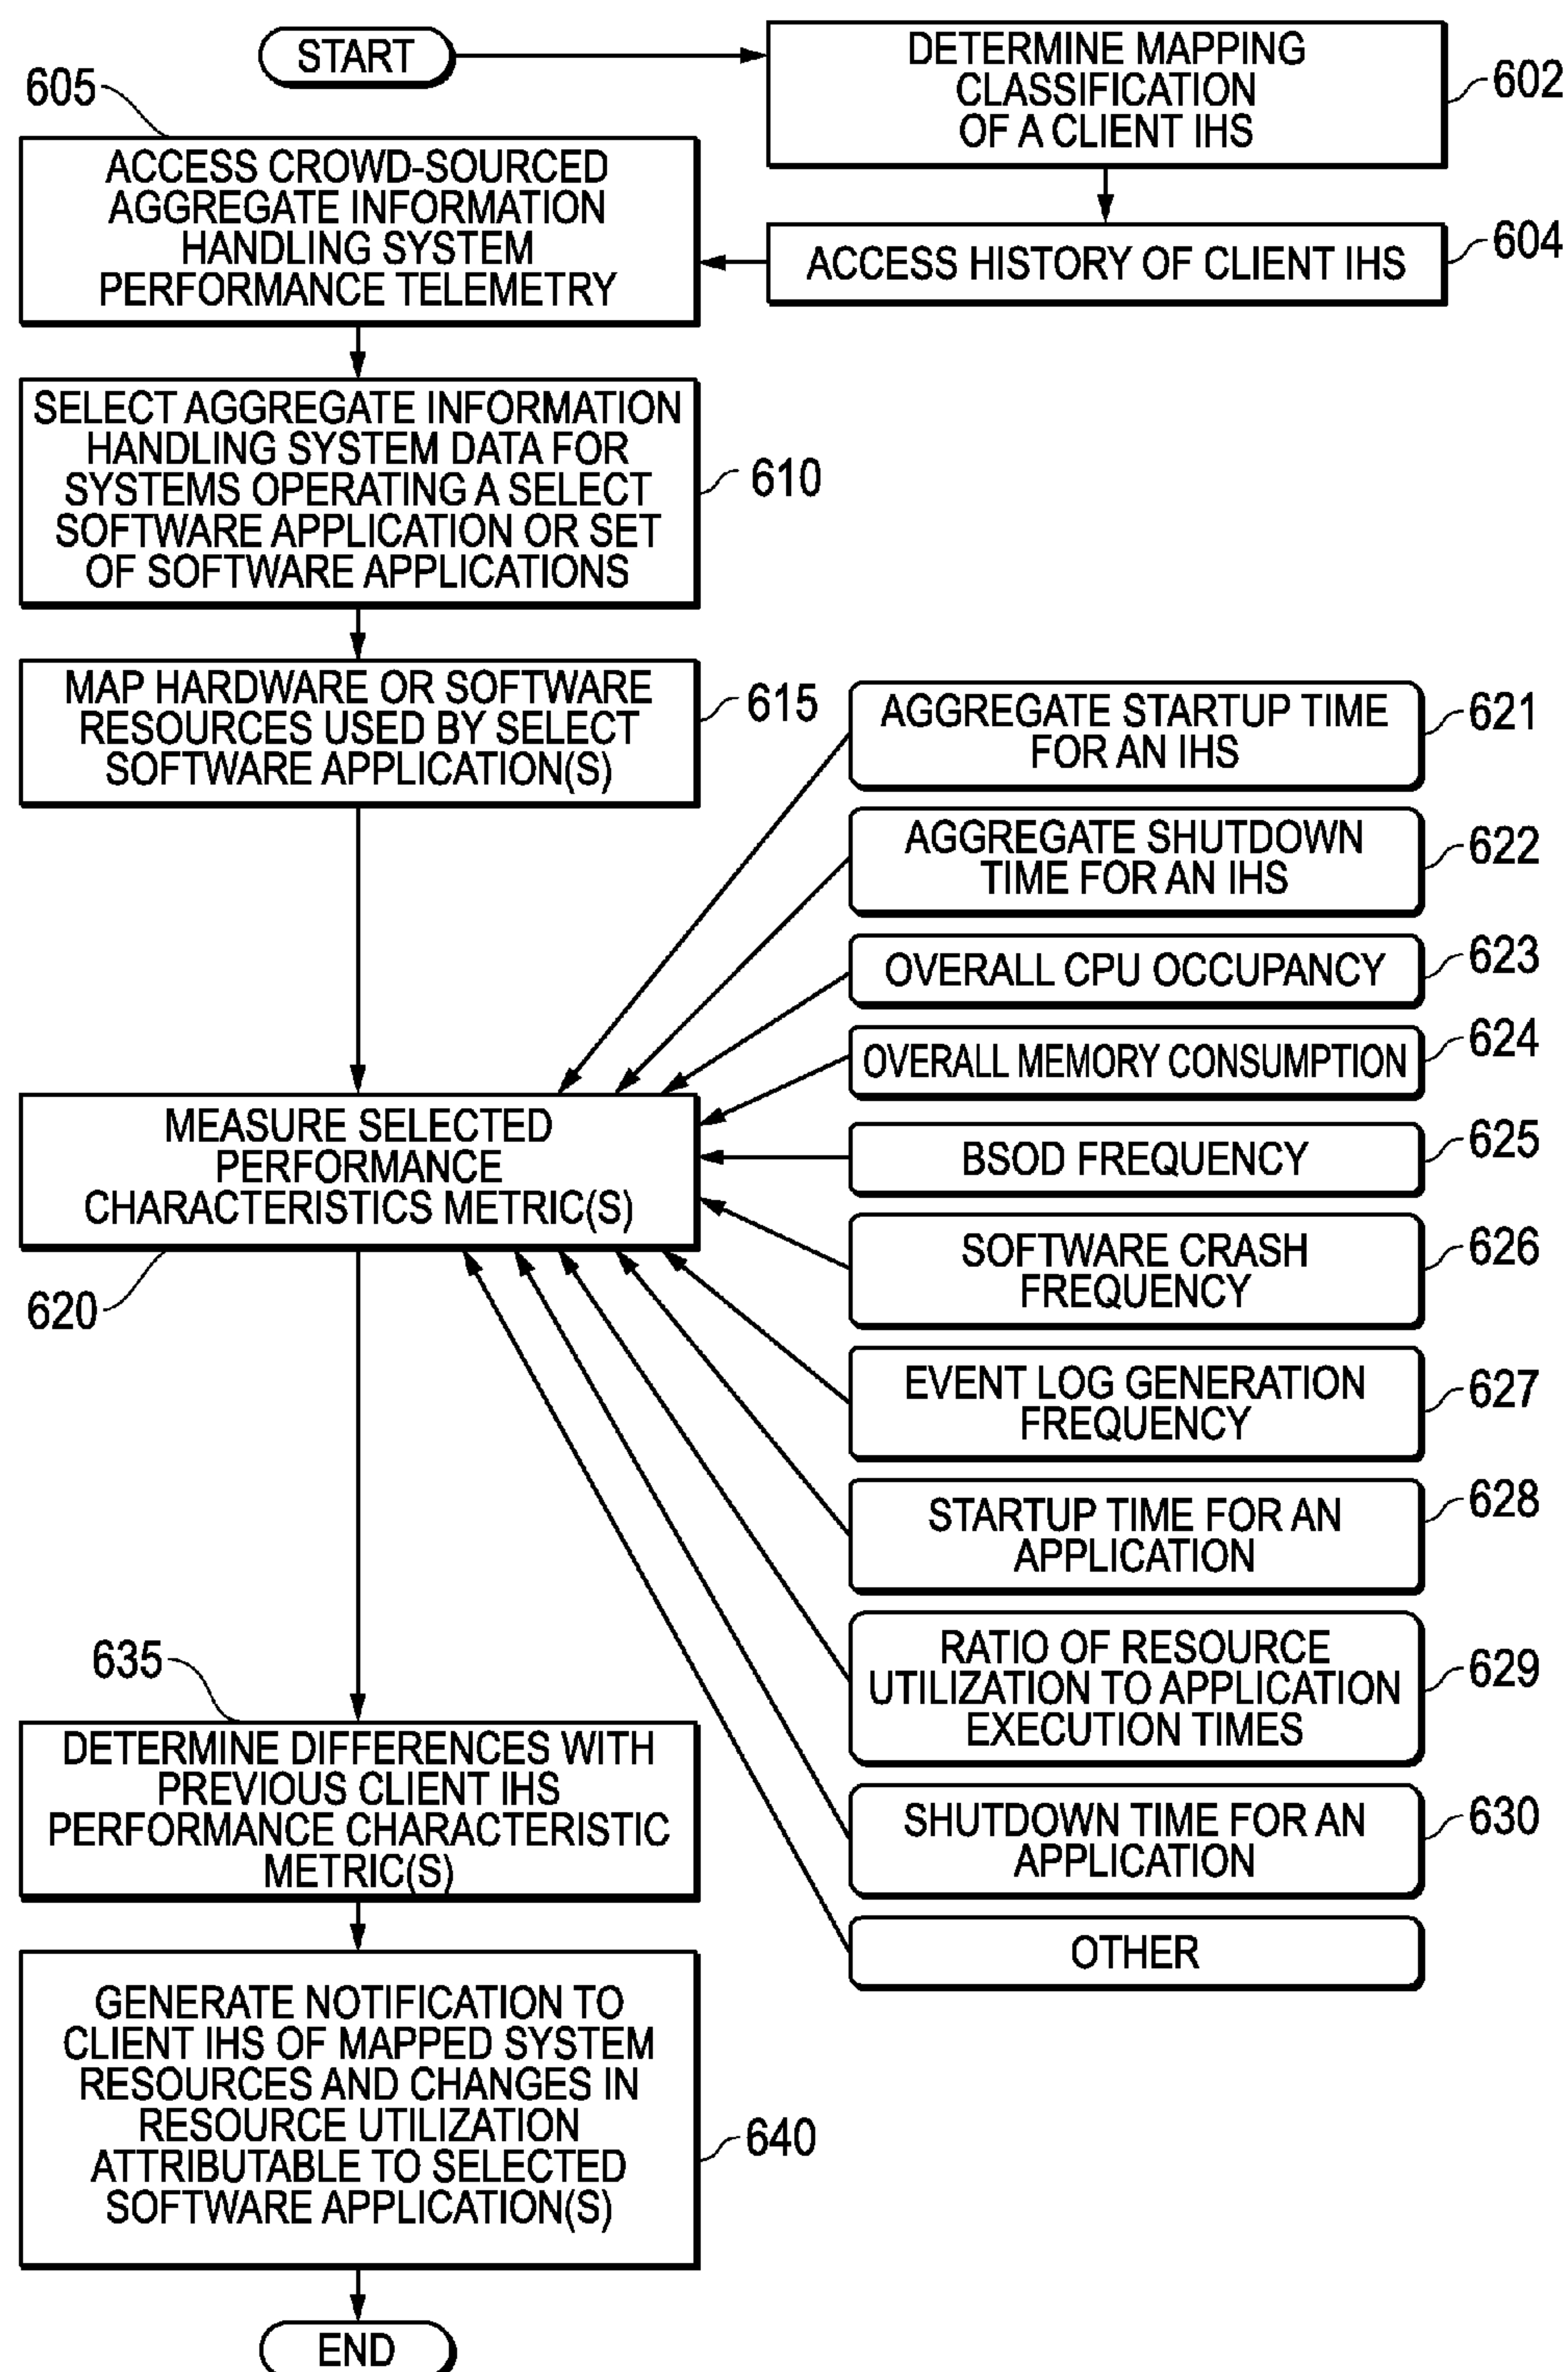 START
DETERMINE MAPPING
CLASSIFICATION
OF A CLIENT IHS
602
605
ACCESS CROWD-SOURCED
AGGREGATE INFORMATION
HANDLING SYSTEM
PERFORMANCE TELEMETRY
ACCESS HISTORY OF CLIENT IHS
604
SELECT AGGREGATE INFORMATION
HANDLING SYSTEM DATA FOR
SYSTEMS OPERATING A SELECT
SOFTWARE APPLICATION OR SET
OF SOFTWARE APPLICATIONS
610
MAP HARDWARE OR SOFTWARE
RESOURCES USED BY SELECT
SOFTWARE APPLICATION(S)
615
AGGREGATE STARTUP TIME
FOR AN IHS
621
AGGREGATE SHUTDOWN
TIME FOR AN IHS
622
OVERALL CPU OCCUPANCY
623
OVERALL MEMORY CONSUMPTION
624
MEASURE SELECTED
PERFORMANCE
CHARACTERISTICS METRIC(S)
620
BSOD FREQUENCY
625
SOFTWARE CRASH
FREQUENCY
626
EVENT LOG GENERATION
FREQUENCY
627
STARTUP TIME FOR AN
APPLICATION
628
RATIO OF RESOURCE
UTILIZATION TO APPLICATION
EXECUTION TIMES
629
635
DETERMINE DIFFERENCES WITH
PREVIOUS CLIENT IHS
PERFORMANCE CHARACTERISTIC
METRIC(S)
SHUTDOWN TIME FOR AN
APPLICATION
630
OTHER
GENERATE NOTIFICATION TO
CLIENT IHS OF MAPPED SYSTEM
RESOURCES AND CHANGES IN
RESOURCE UTILIZATION
ATTRIBUTABLE TO SELECTED
SOFTWARE APPLICATION(S)
640
END